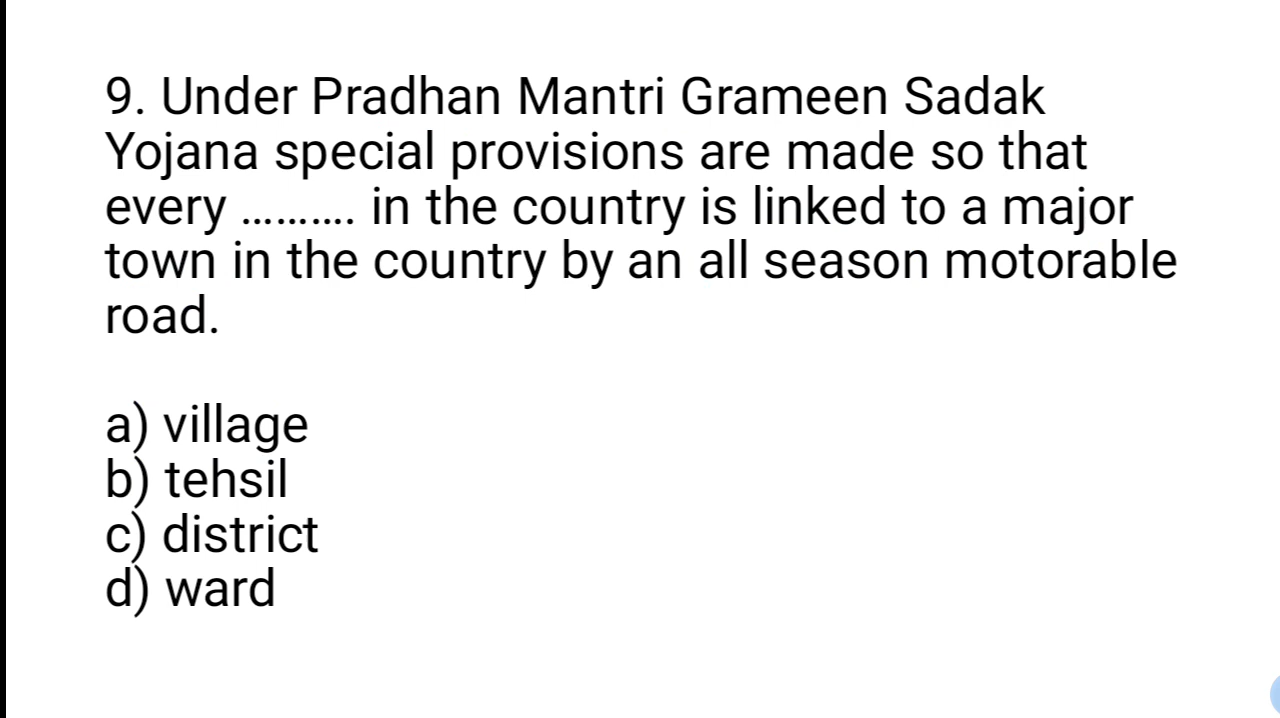 9. Under Pradhan Mantri Grameen Sadak
Yojana special provisions are made so that
every .......... in the country is linked to a major
town in the country by an all season motorable
road.
a) village
b) tehsil
c) district
d) ward